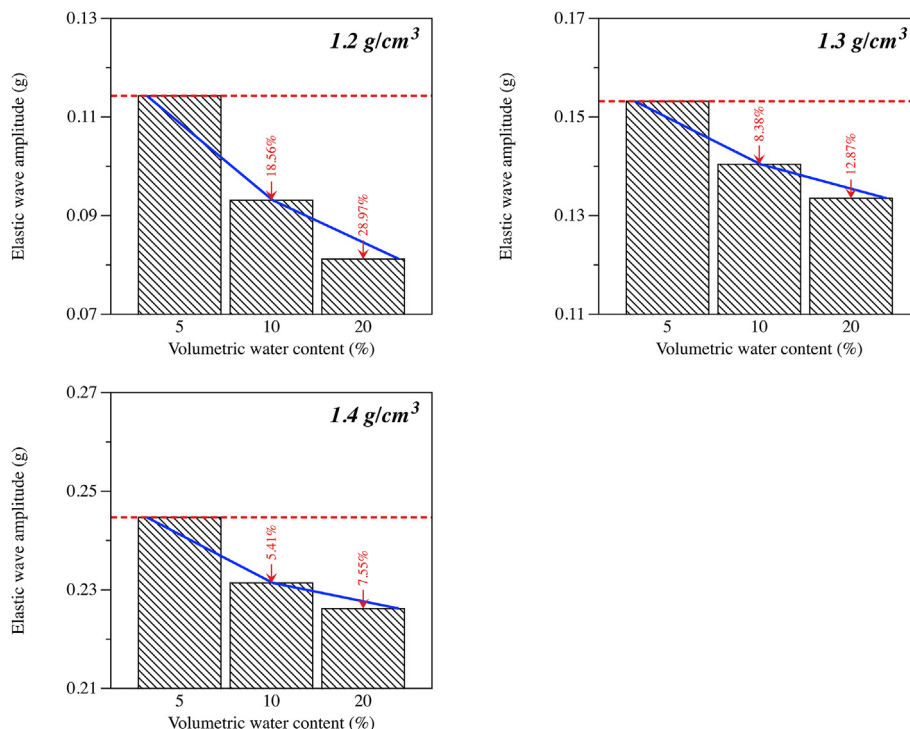 1.2 g/cm³
Elastic wave amplitude (g)
0.13
0.11
0.09
0.07
18.56%
28.97%
5 10 20
Volumetric water content (%)
1.3 g/cm³
Elastic wave amplitude (g)
0.17
0.15
0.13
0.11
8.38%
12.87%
5 10 20
Volumetric water content (%)
1.4 g/cm³
Elastic wave amplitude (g)
0.27
0.25
0.23
0.21
5.41%
7.55%
5 10 20
Volumetric water content (%)